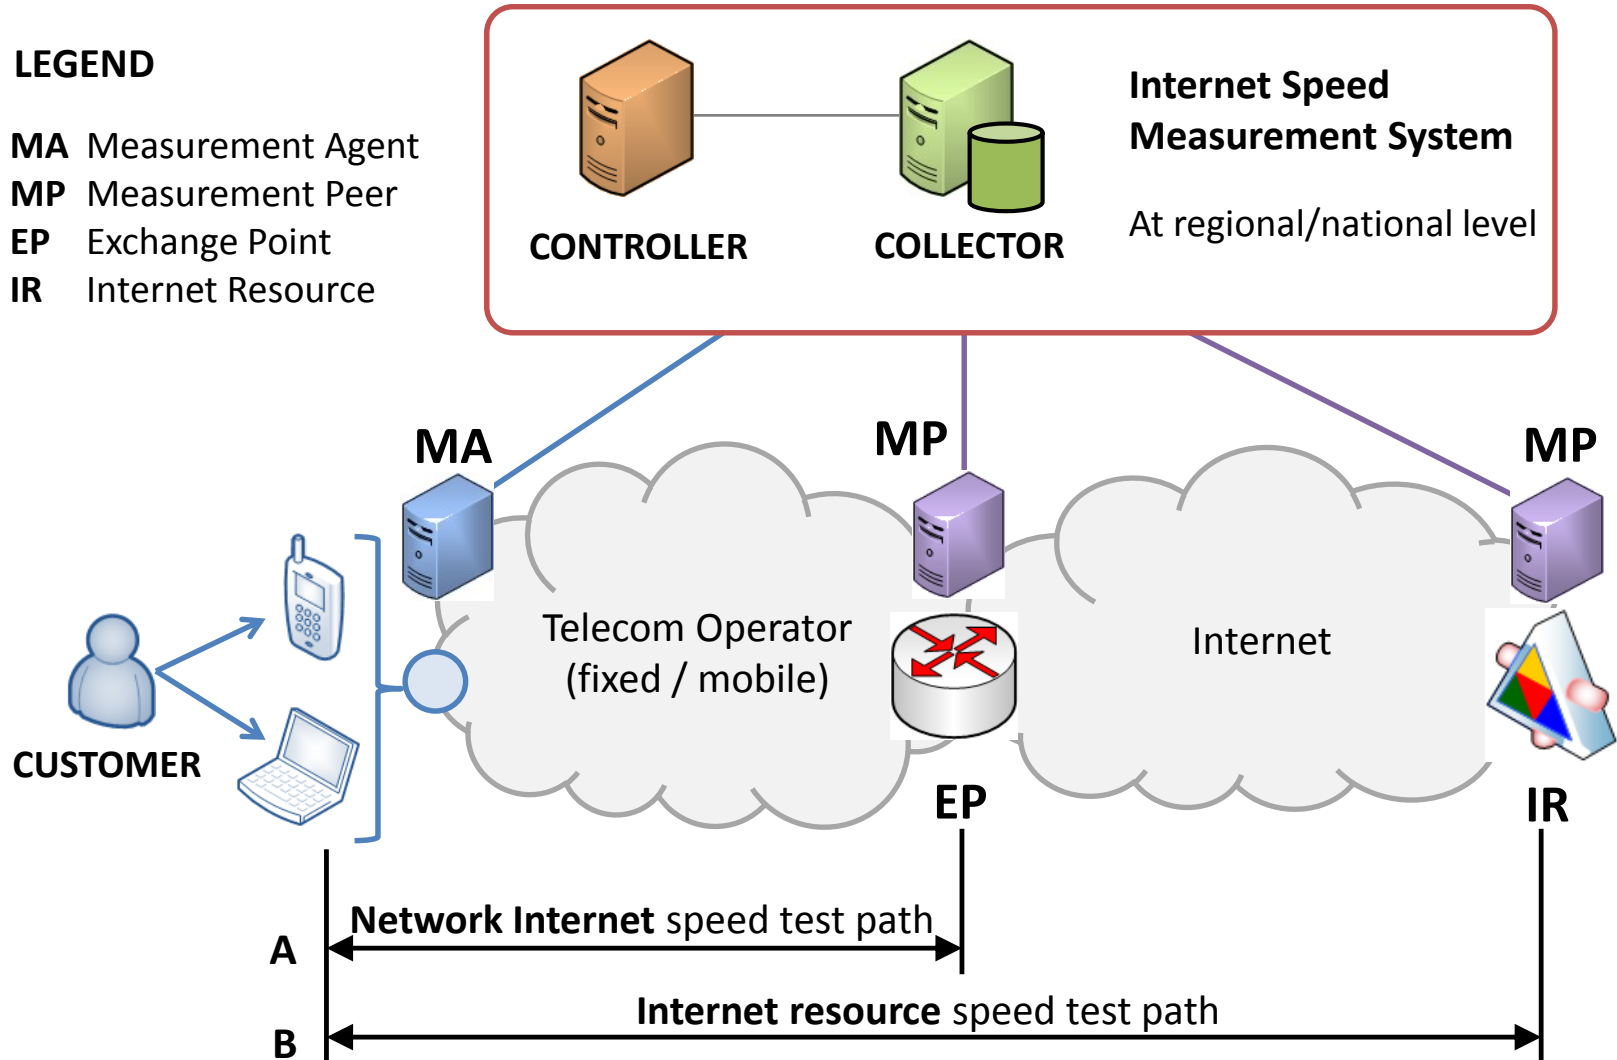 LEGEND
MA Measurement Agent
MP Measurement Peer
EP Exchange Point
IR Internet Resource
CONTROLLER
COLLECTOR
Internet Speed
Measurement System
At regional/national level
MA
MP
MP
Telecom Operator
(fixed / mobile)
Internet
CUSTOMER
EP
IR
Network Internet speed test path
A
Internet resource speed test path
B